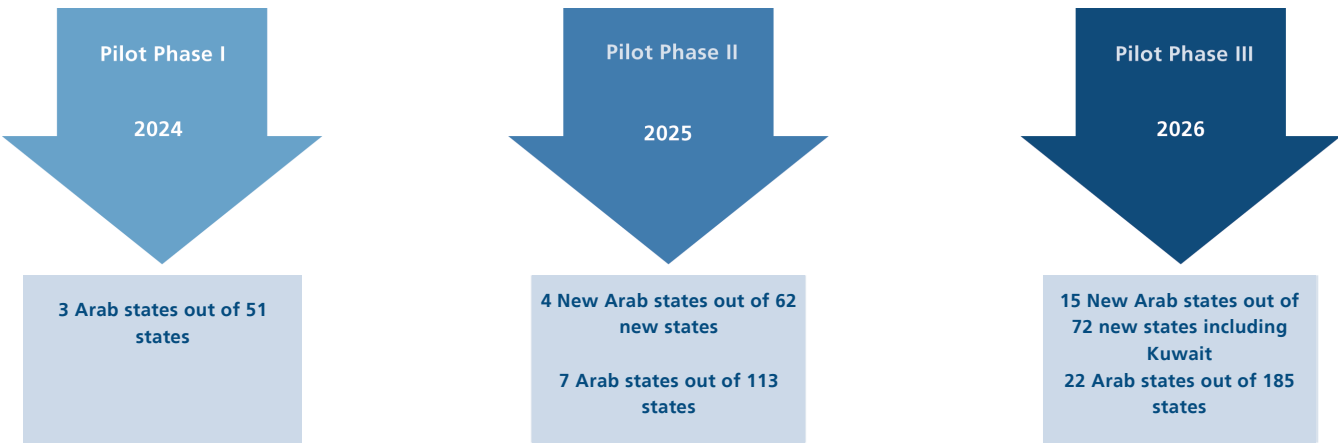 Pilot Phase I
2024
3 Arab states out of 51
states
Pilot Phase II
2025
4 New Arab states out of 62
new states
7 Arab states out of 113
states
Pilot Phase III
2026
15 New Arab states out of
72 new states including
Kuwait
22 Arab states out of 185
states